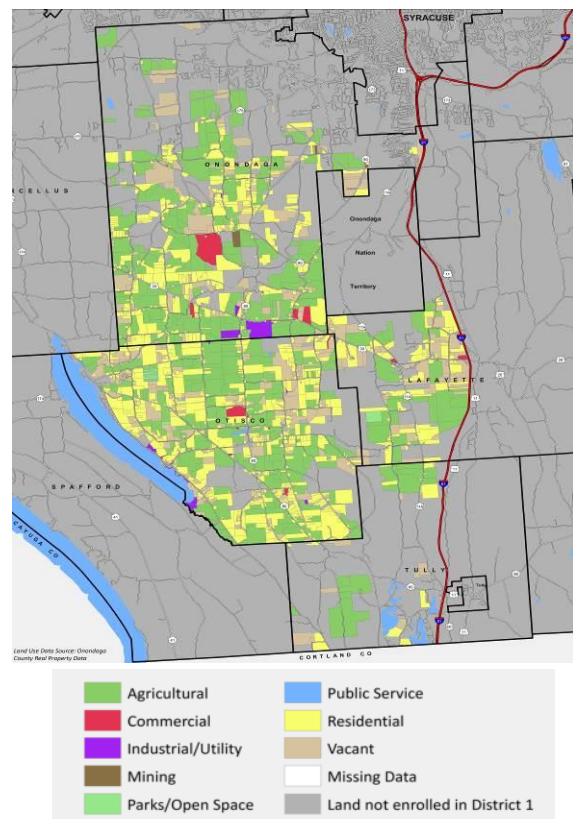 SYRACUSE
ONONDAGA
RCELLUS
Onondaga
Nation
Territory
LAFAYETTE
OTISCO
SPAFFORD
CAYUGA CO
TULLY
Tully
CORTLAND CO
Land Use Data Source: Onondaga
County Real Property Data
Agricultural
Commercial
Industrial/Utility
Mining
Parks/Open Space
Public Service
Residential
Vacant
Missing Data
Land not enrolled in District 1